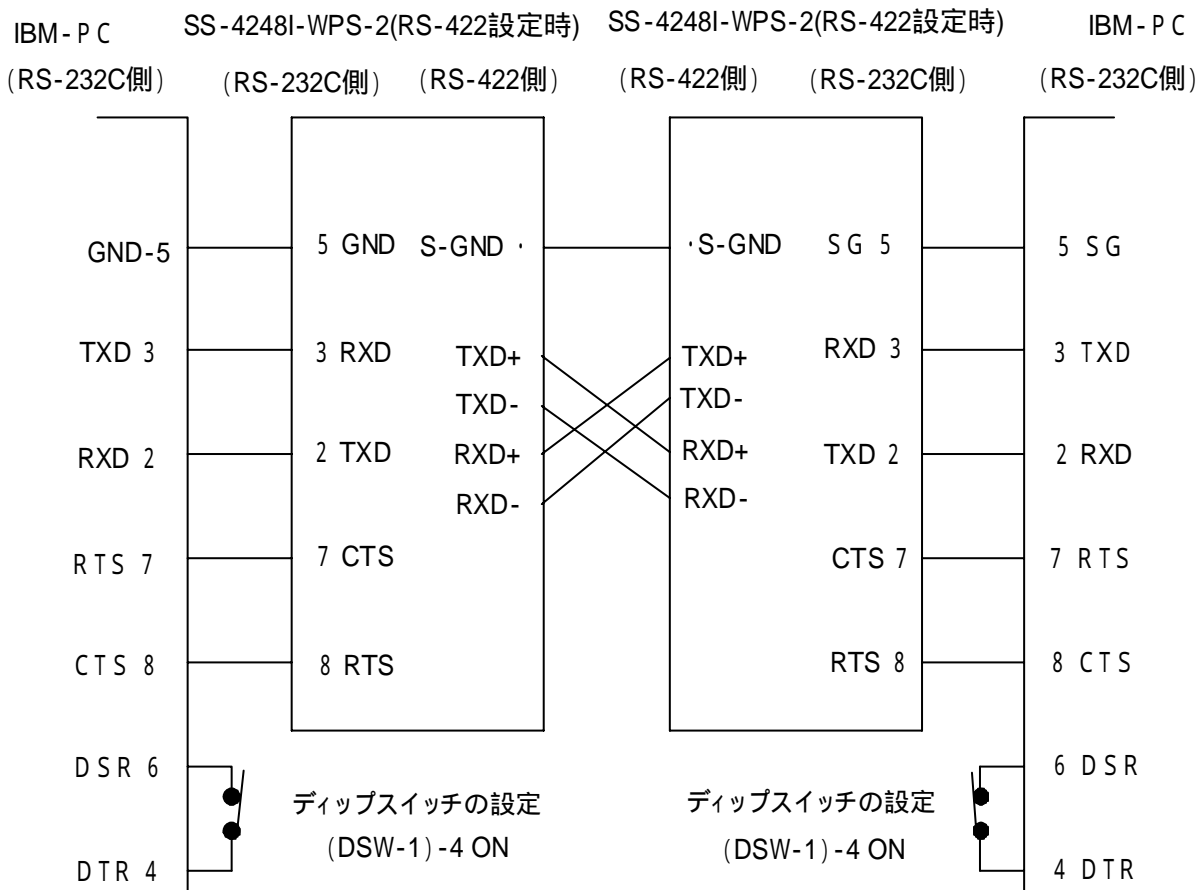 IBM-PC SS-4248I-WPS-2(RS-422設定時) SS-4248I-WPS-2(RS-422設定時) IBM-PC
(RS-232C側) (RS-232C側) (RS-422側) (RS-422側) (RS-232C側) (RS-232C側)
GND-5 5 GND S-GND · ·S-GND SG 5 5 SG
TXD 3 3 RXD TXD+ TXD+ RXD 3 3 TXD
TXD- TXD-
RXD 2 2 TXD RXD+ RXD+ TXD 2 2 RXD
RXD- RXD-
RTS 7 7 CTS CTS 7 7 RTS
CTS 8 8 RTS RTS 8 8 CTS
DSR 6 6 DSR
ディップスイッチの設定 ディップスイッチの設定
(DSW-1)-4 ON (DSW-1)-4 ON
DTR 4 4 DTR